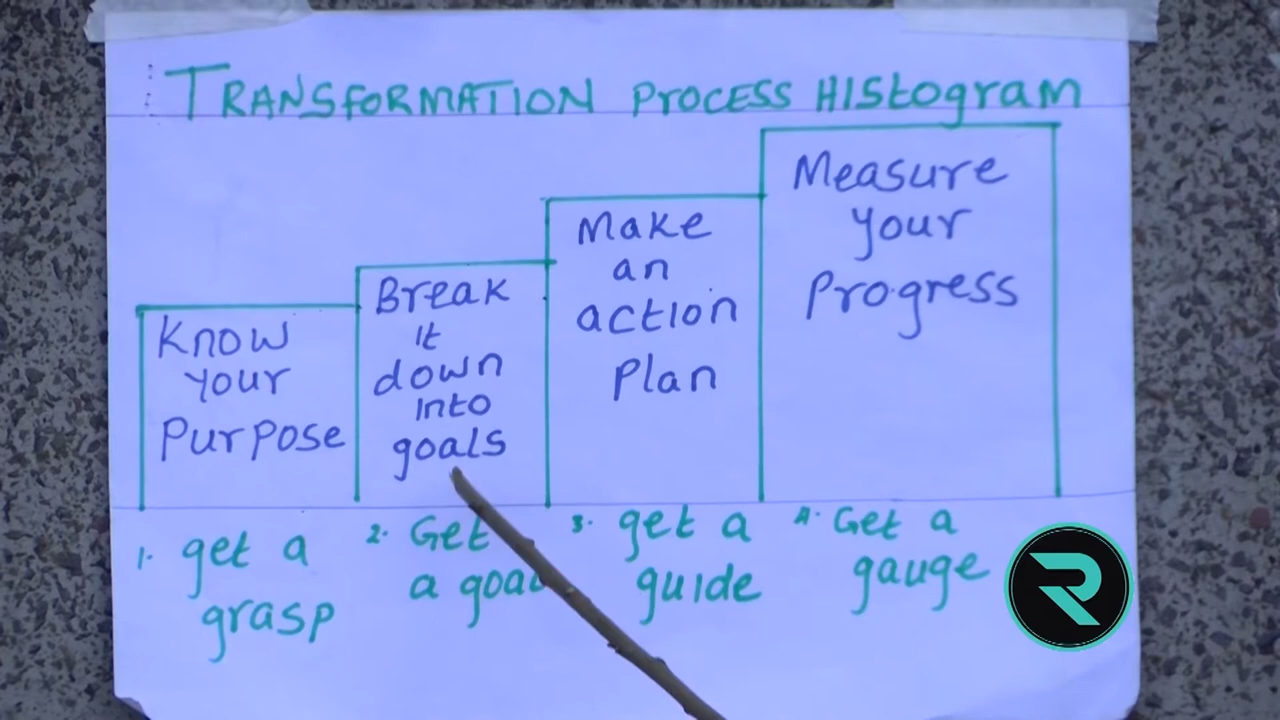 TRANSFORMATION PROCESS HIStogram
Know
your
Purpose
Break
it
down
into
goals
Make
an
action
Plan
Measure
your
Progress
1. get a
grasp
2. Get
a goal
3. get a
guide
4. Get a
gauge
R